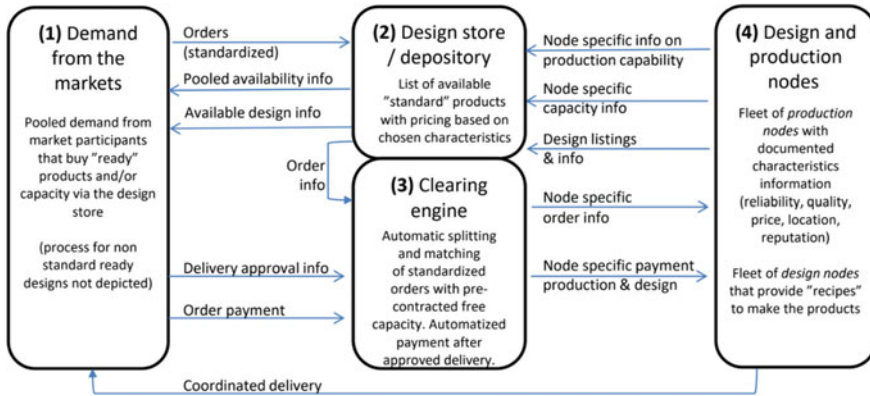 (1) Demand
from the
markets
Pooled demand from
market participants
that buy ”ready”
products and/or
capacity via the design
store
(process for non
standard ready
designs not depicted)
Orders
(standardized)
Pooled availability info
Available design info
Order
info
Delivery approval info
Order payment
Coordinated delivery
(2) Design store
/ depository
List of available
”standard” products
with pricing based on
chosen characteristics
(3) Clearing
engine
Automatic splitting
and matching
of standardized
orders with pre-
contracted free
capacity. Automatized
payment after
approved delivery.
Node specific info on
production capability
Node specific
capacity info
Design listings
& info
Node specific
order info
Node specific payment
production & design
(4) Design and
production
nodes
Fleet of production
nodes with
documented
characteristics
information
(reliability, quality,
price, location,
reputation)
Fleet of design nodes
that provide ”recipes”
to make the products